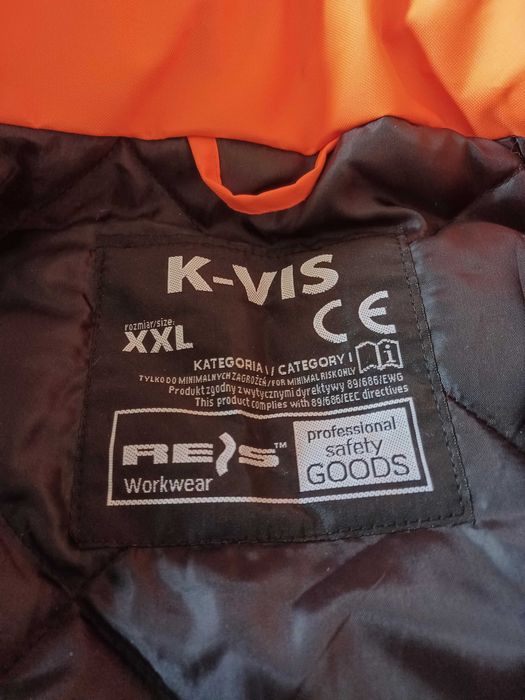 K-VIS
rozmiar/size:
XXL
CE
KATEGORIA I / CATEGORY I
TYLKO DO MINIMALNYCH ZAGROŻEŃ/FOR MINIMAL RISK ONLY
Produkt zgodny z wytycznymi dyrektywy 89/686/EWG
This product complies with 89/686/EEC directives
REIS™
Workwear
professional
safety
GOODS